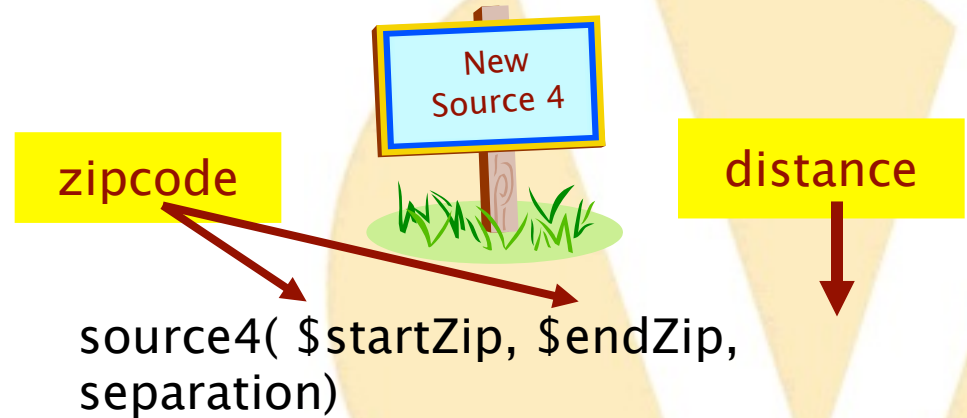 New
Source 4
zipcode
distance
source4( $startZip, $endZip,
separation)